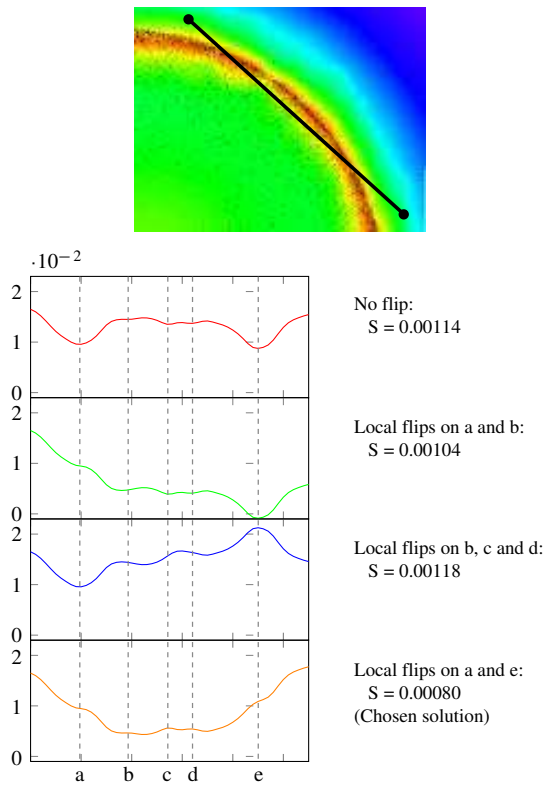 ·10⁻²
2
1
0
No flip:
S = 0.00114
2
1
0
Local flips on a and b:
S = 0.00104
2
1
0
Local flips on b, c and d:
S = 0.00118
2
1
0
Local flips on a and e:
S = 0.00080
(Chosen solution)
a b c d e